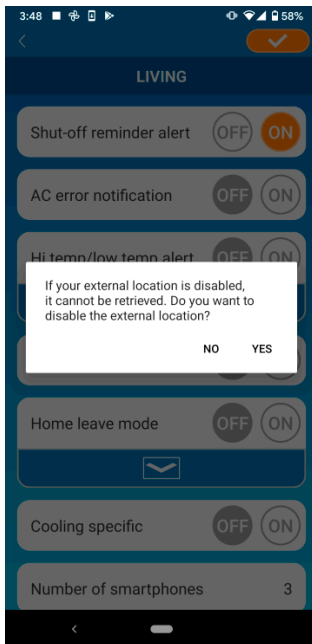 3:48 58%
LIVING
Shut-off reminder alert OFF ON
AC error notification OFF ON
Hi temp/low temp alert OFF ON
If your external location is disabled,
it cannot be retrieved. Do you want to
disable the external location?
NO YES
Home leave mode OFF ON
Cooling specific OFF ON
Number of smartphones 3